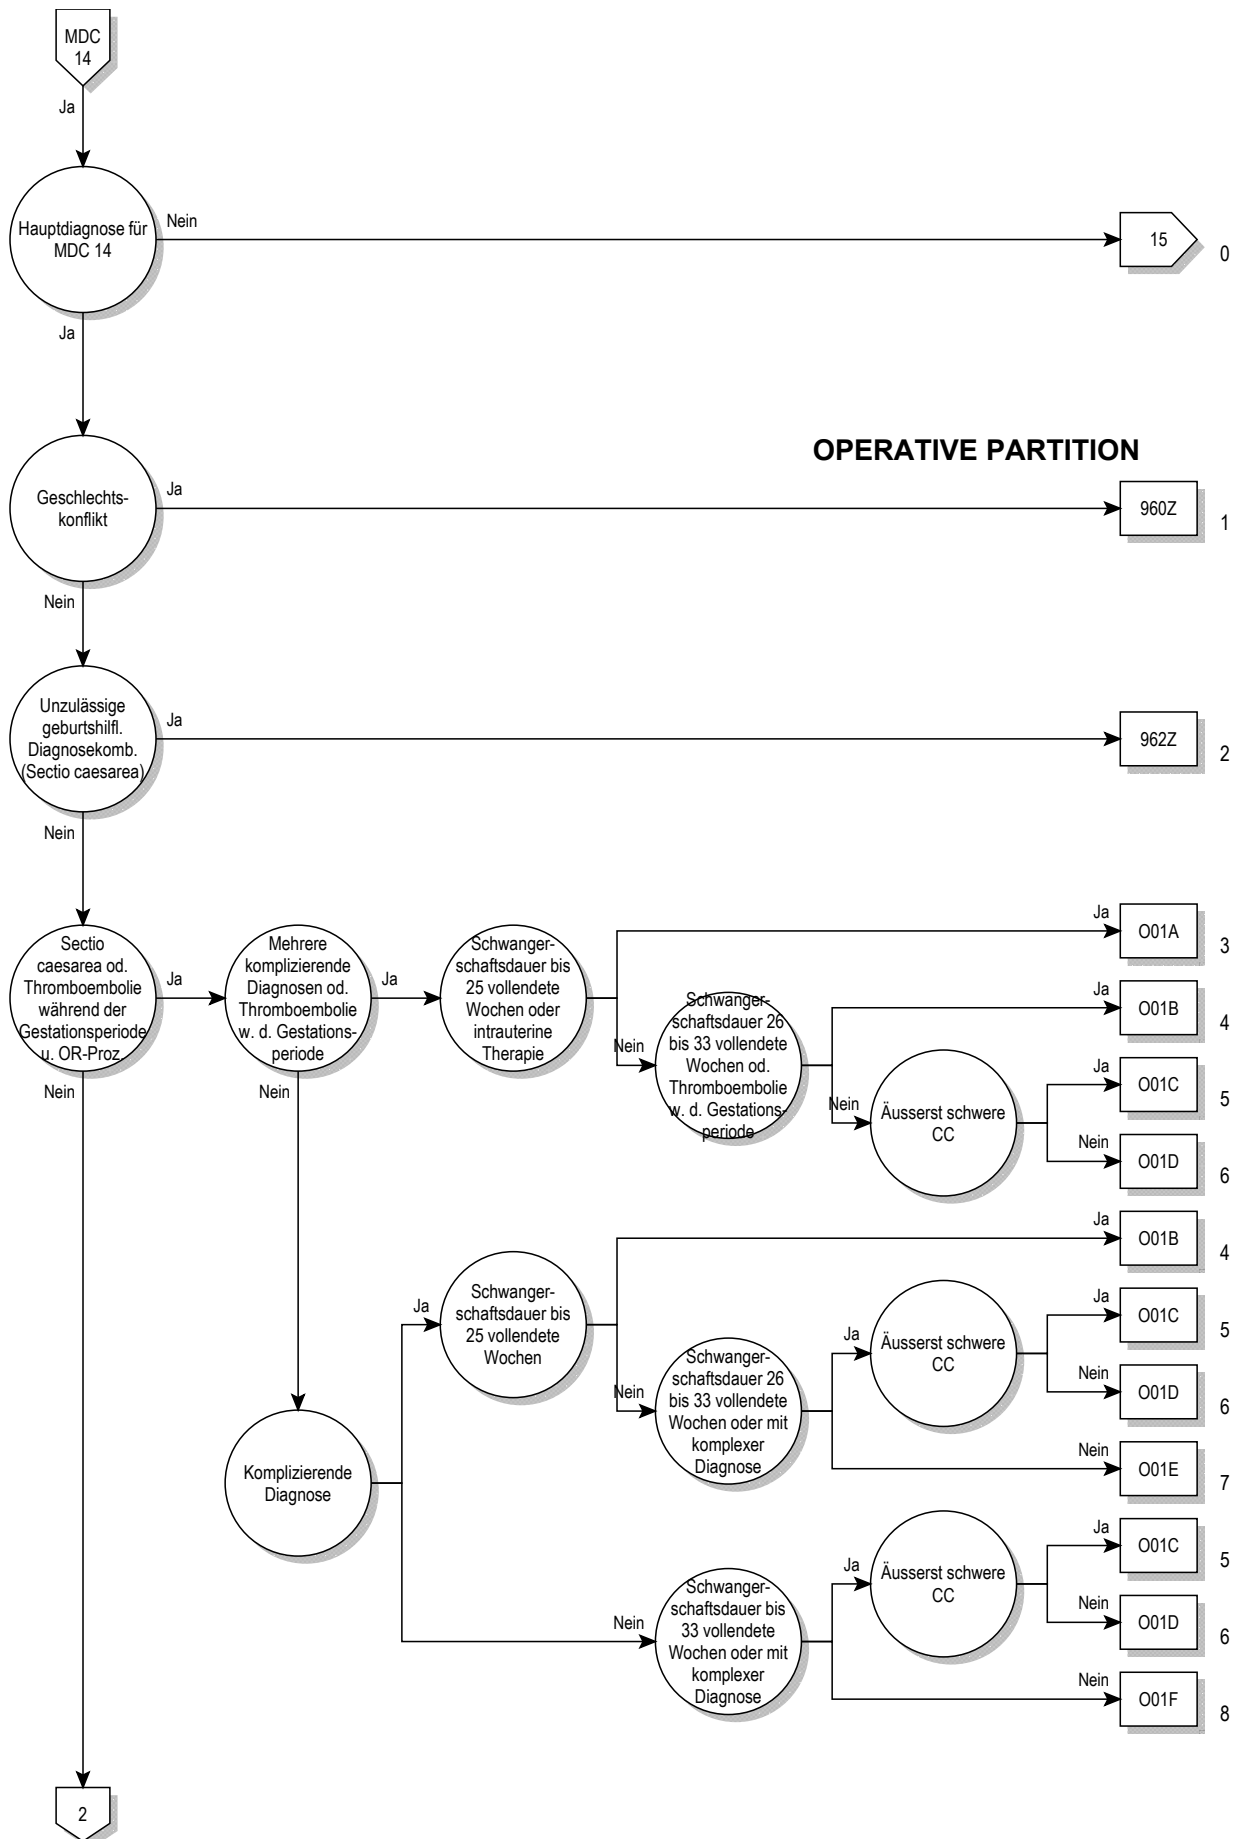 MDC
14
Ja
Hauptdiagnose für
MDC 14
Nein
15
0
Ja
OPERATIVE PARTITION
Geschlechts-
konflikt
Ja
960Z
1
Nein
Unzulässige
geburtshilfl.
Diagnosekomb.
(Sectio caesarea)
Ja
962Z
2
Nein
Sectio
caesarea od.
Thromboembolie
während der
Gestationsperiode
u. OR-Proz.
Ja
Nein
Mehrere
komplizierende
Diagnosen od.
Thromboembolie
w. d. Gestations-
periode
Ja
Nein
Schwanger-
schaftsdauer bis
25 vollendete
Wochen oder
intrauterine
Therapie
Ja
O01A
3
Nein
Schwanger-
schaftsdauer 26
bis 33 vollendete
Wochen od.
Thromboembolie
w. d. Gestations-
periode
Ja
O01B
4
Nein
Äusserst schwere
CC
Ja
O01C
5
Nein
O01D
6
Komplizierende
Diagnose
Ja
Schwanger-
schaftsdauer bis
25 vollendete
Wochen
Ja
O01B
4
Nein
Schwanger-
schaftsdauer 26
bis 33 vollendete
Wochen oder mit
komplexer
Diagnose
Ja
Äusserst schwere
CC
Ja
O01C
5
Nein
O01D
6
Nein
O01E
7
Nein
Schwanger-
schaftsdauer bis
33 vollendete
Wochen oder mit
komplexer
Diagnose
Ja
Äusserst schwere
CC
Ja
O01C
5
Nein
O01D
6
Nein
O01F
8
2